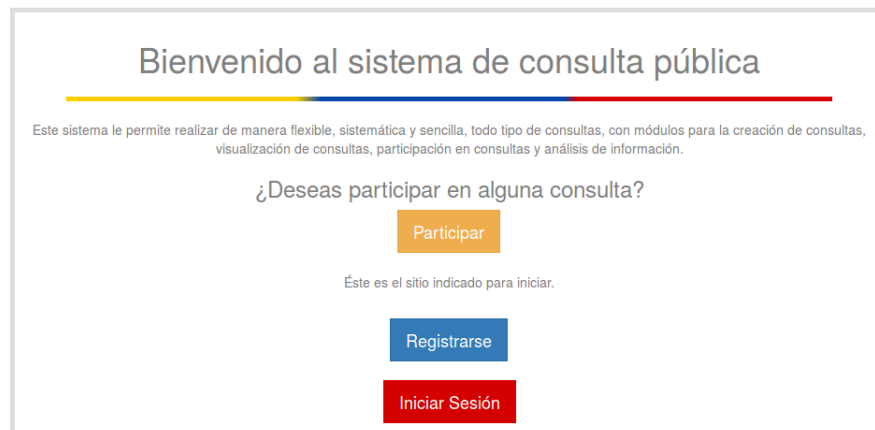 Bienvenido al sistema de consulta pública
Este sistema le permite realizar de manera flexible, sistemática y sencilla, todo tipo de consultas, con módulos para la creación de consultas,
visualización de consultas, participación en consultas y análisis de información.
¿Deseas participar en alguna consulta?
Participar
Éste es el sitio indicado para iniciar.
Registrarse
Iniciar Sesión